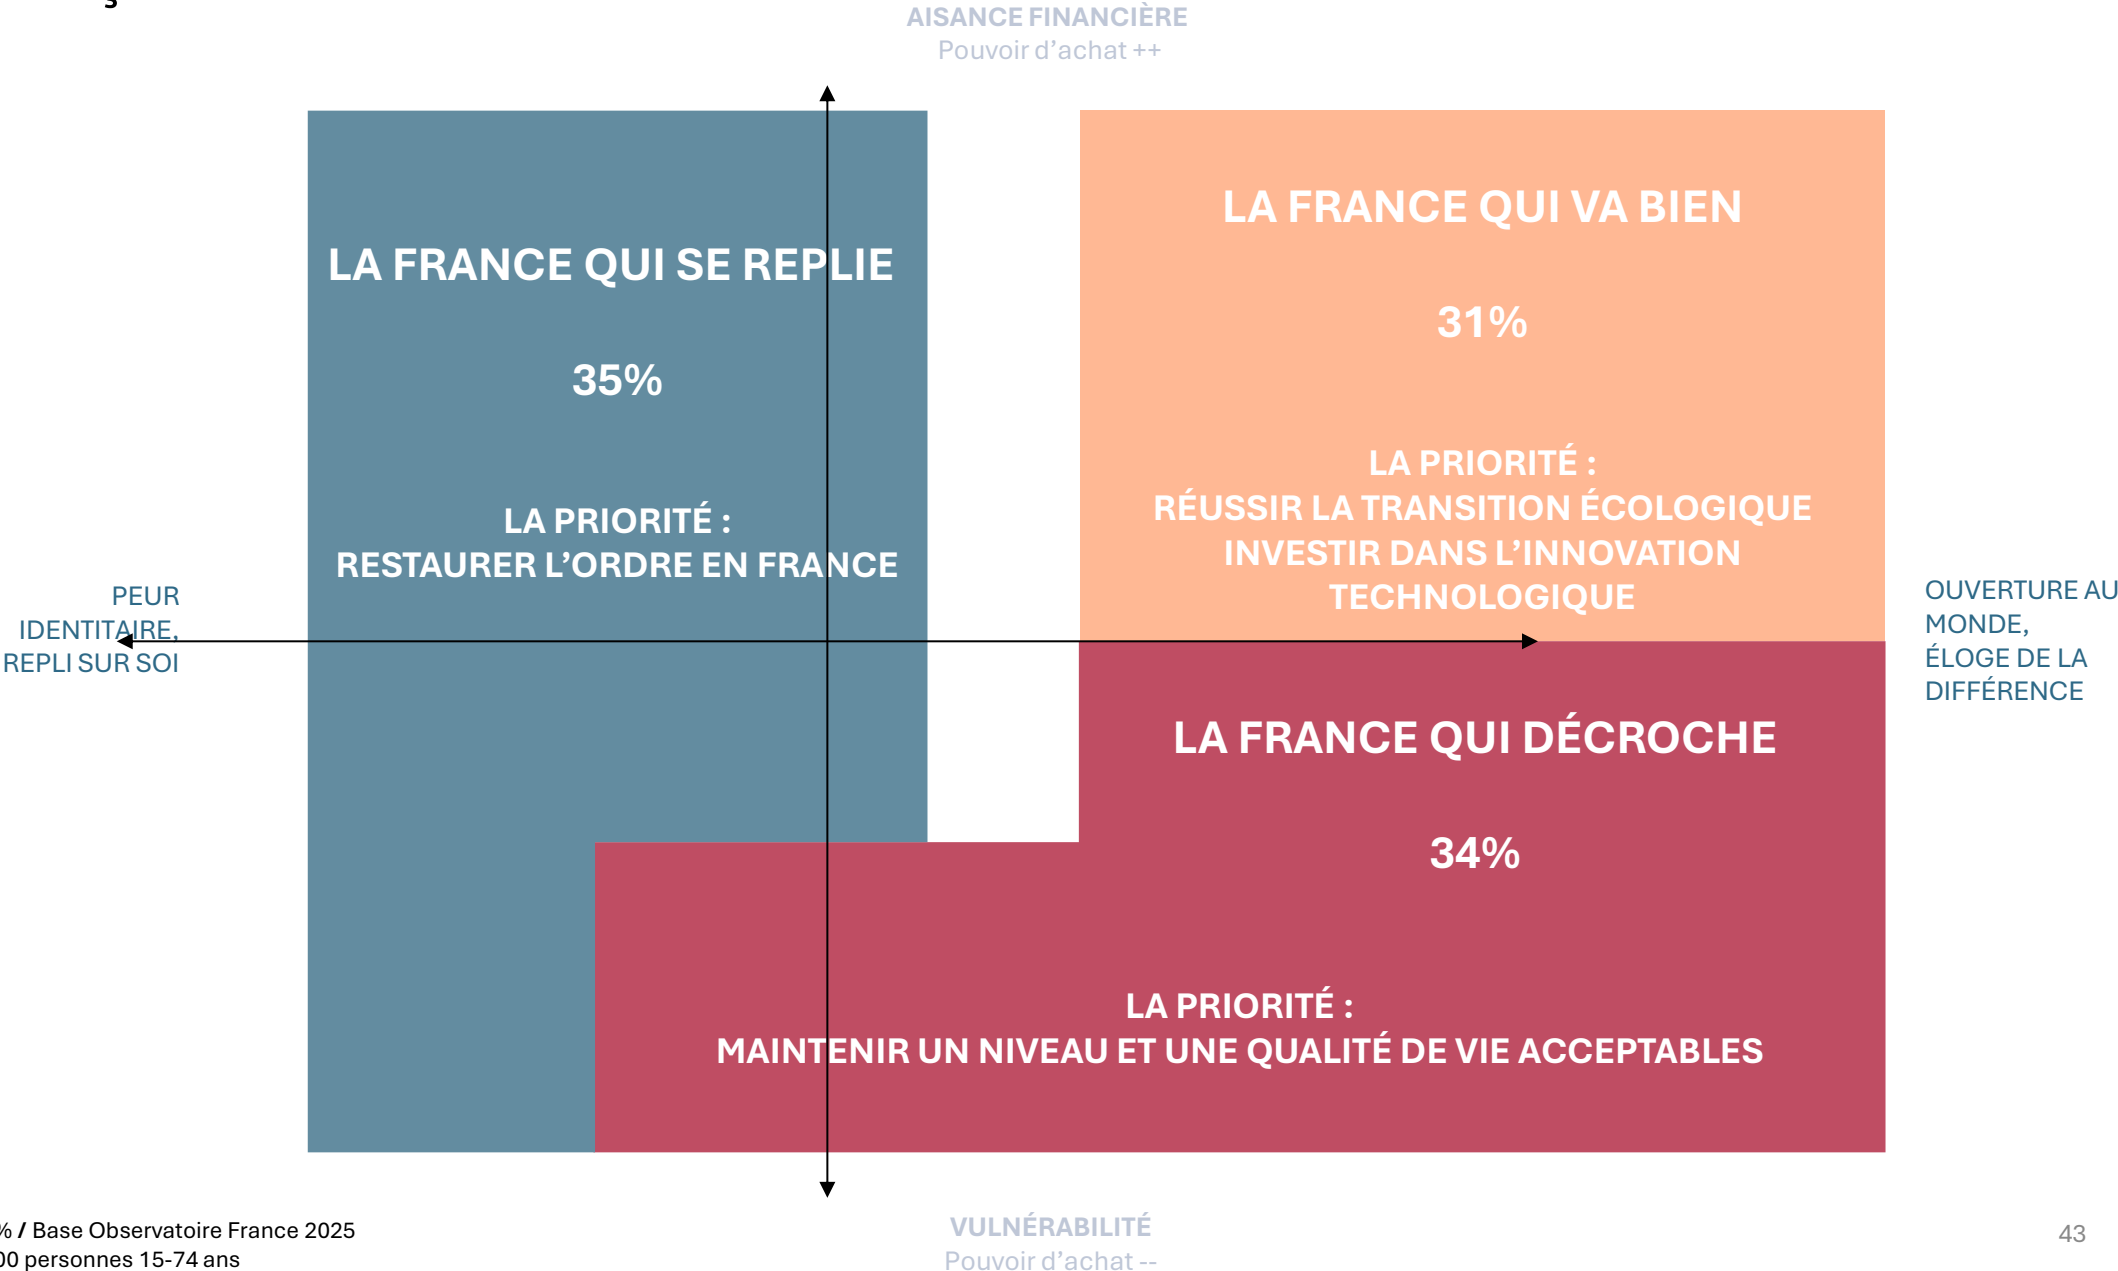 AISANCE FINANCIÈRE
Pouvoir d'achat ++
LA FRANCE QUI SE REPLIE
35%
LA PRIORITÉ :
RESTAURER L'ORDRE EN FRANCE
LA FRANCE QUI VA BIEN
31%
LA PRIORITÉ :
RÉUSSIR LA TRANSITION ÉCOLOGIQUE
INVESTIR DANS L'INNOVATION
TECHNOLOGIQUE
PEUR
IDENTITAIRE,
REPLI SUR SOI
OUVERTURE AU
MONDE,
ÉLOGE DE LA
DIFFÉRENCE
LA FRANCE QUI DÉCROCHE
34%
LA PRIORITÉ :
MAINTENIR UN NIVEAU ET UNE QUALITÉ DE VIE ACCEPTABLES
% / Base Observatoire France 2025
00 personnes 15-74 ans
VULNÉRABILITÉ
Pouvoir d'achat --
43